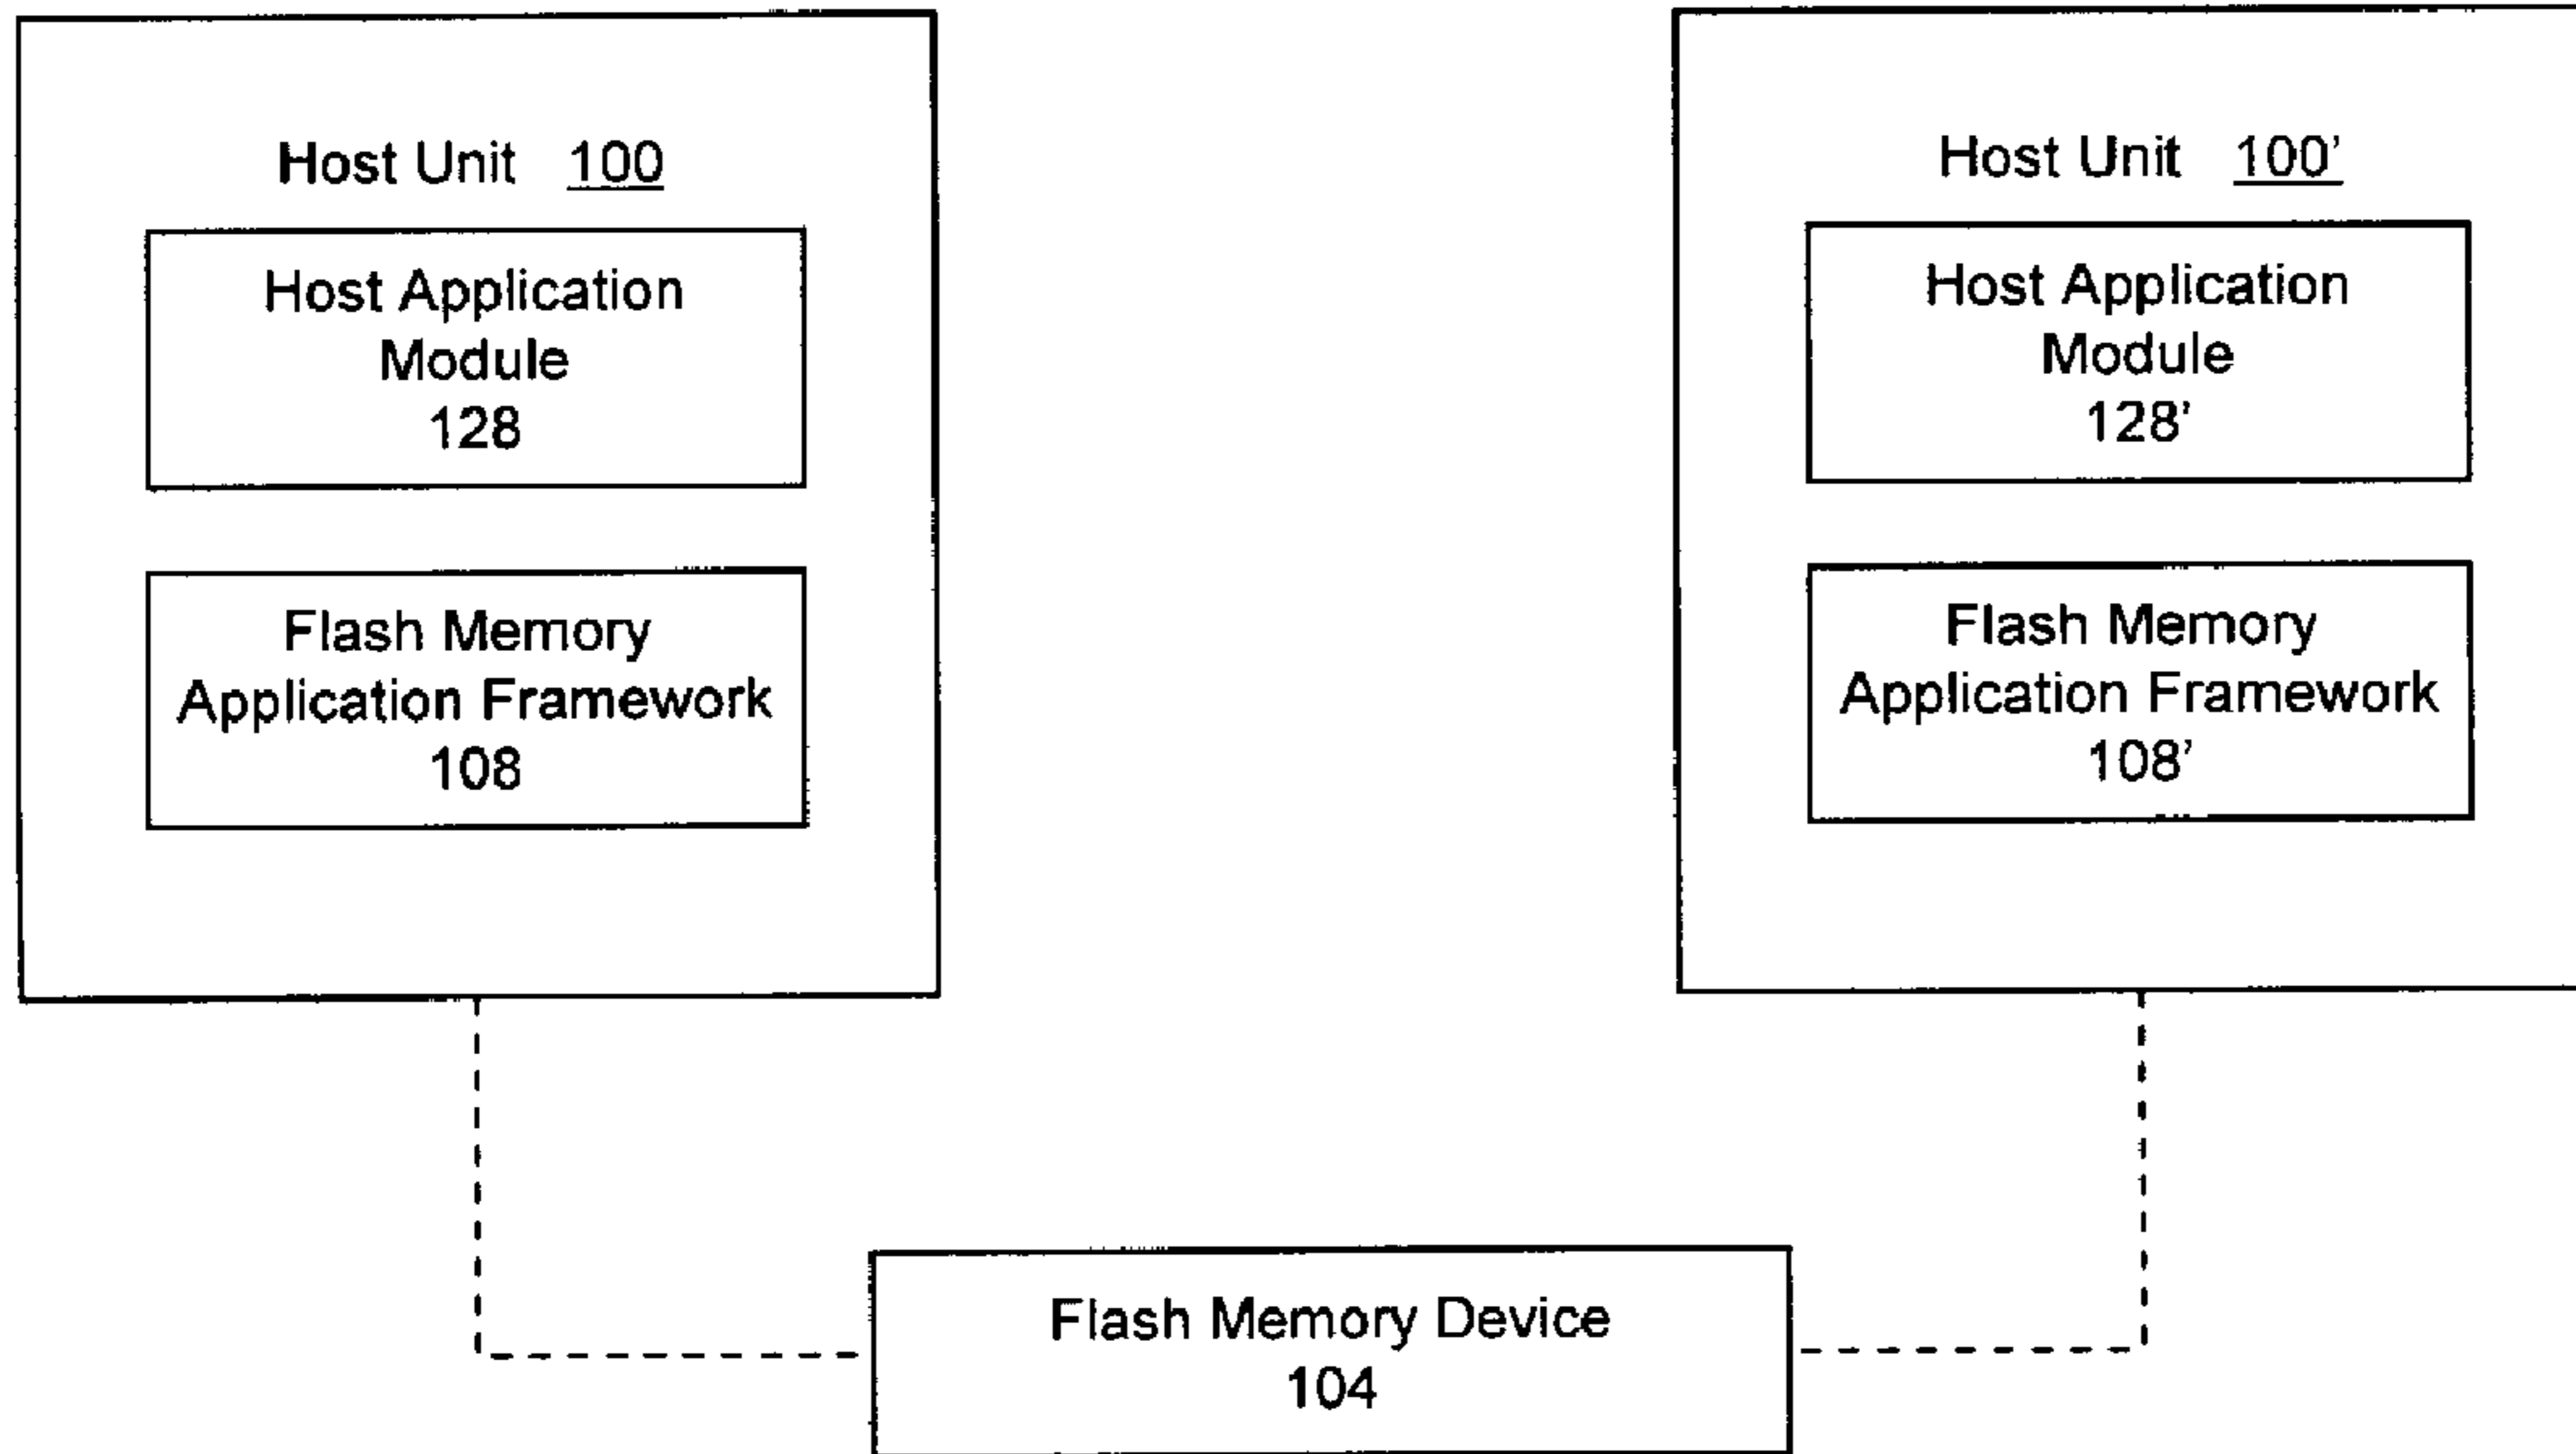 Host Unit 100
Host Application
Module
128
Flash Memory
Application Framework
108
Host Unit 100’
Host Application
Module
128’
Flash Memory
Application Framework
108’
Flash Memory Device
104